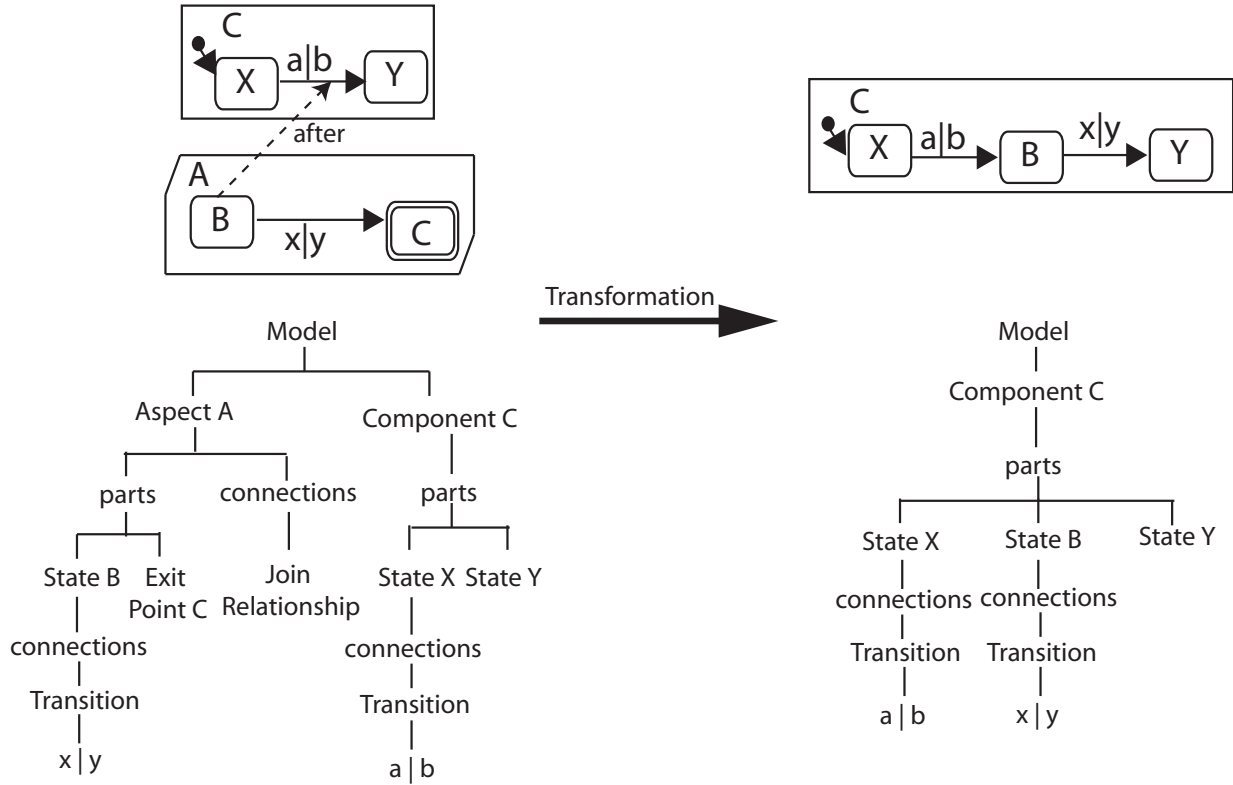 C
X
a|b
Y
after
A
B
x|y
C
Transformation
C
X
a|b
B
x|y
Y
Model
Aspect A
Component C
parts
connections
parts
State B
Exit
Point C
Join
Relationship
State X
State Y
connections
connections
Transition
Transition
x | y
a | b
Model
Component C
parts
State X
State B
State Y
connections
connections
Transition
Transition
a | b
x | y